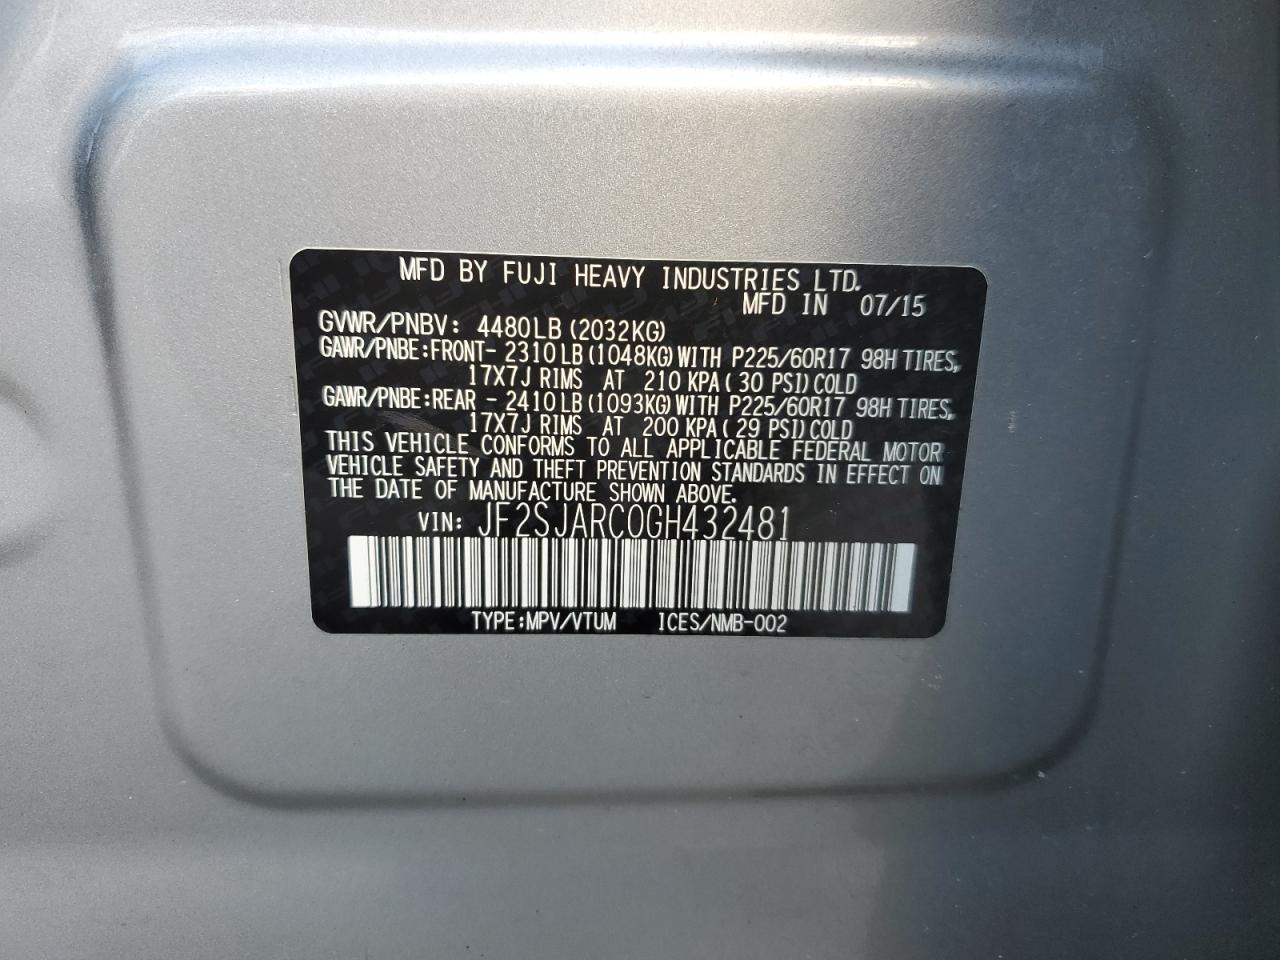 MFD BY FUJI HEAVY INDUSTRIES LTD.
MFD IN 07/15
GVWR/PNBV: 4480LB (2032KG)
GAWR/PNBE:FRONT- 2310LB (1048KG) WITH P225/60R17 98H TIRES,
17X7J RIMS AT 210 KPA ( 30 PSI) COLD
GAWR/PNBE:REAR - 2410LB (1093KG) WITH P225/60R17 98H TIRES,
17X7J RIMS AT 200 KPA ( 29 PSI) COLD
THIS VEHICLE CONFORMS TO ALL APPLICABLE FEDERAL MOTOR
VEHICLE SAFETY AND THEFT PREVENTION STANDARDS IN EFFECT ON
THE DATE OF MANUFACTURE SHOWN ABOVE.
VIN: JF2SJARC0GH432481
TYPE:MPV/VTUM ICES/NMB-002